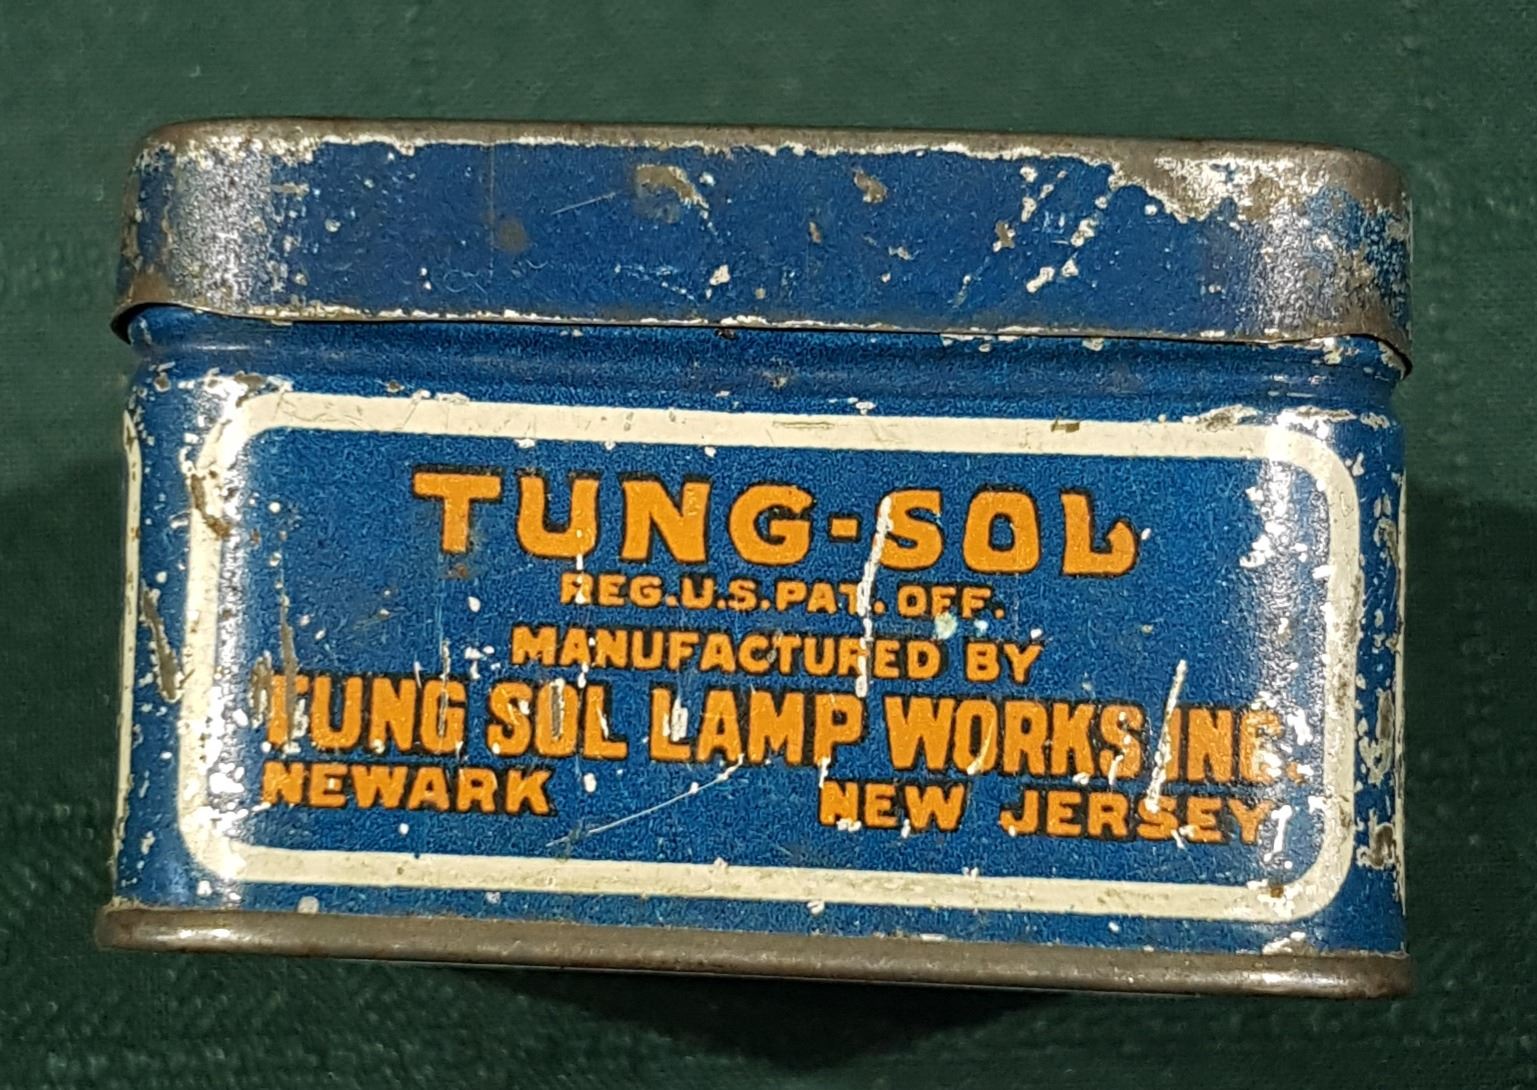 TUNG-SOL
REG.U.S.PAT. OFF.
MANUFACTURED BY
TUNG SOL LAMP WORKS INC.
NEWARK NEW JERSEY